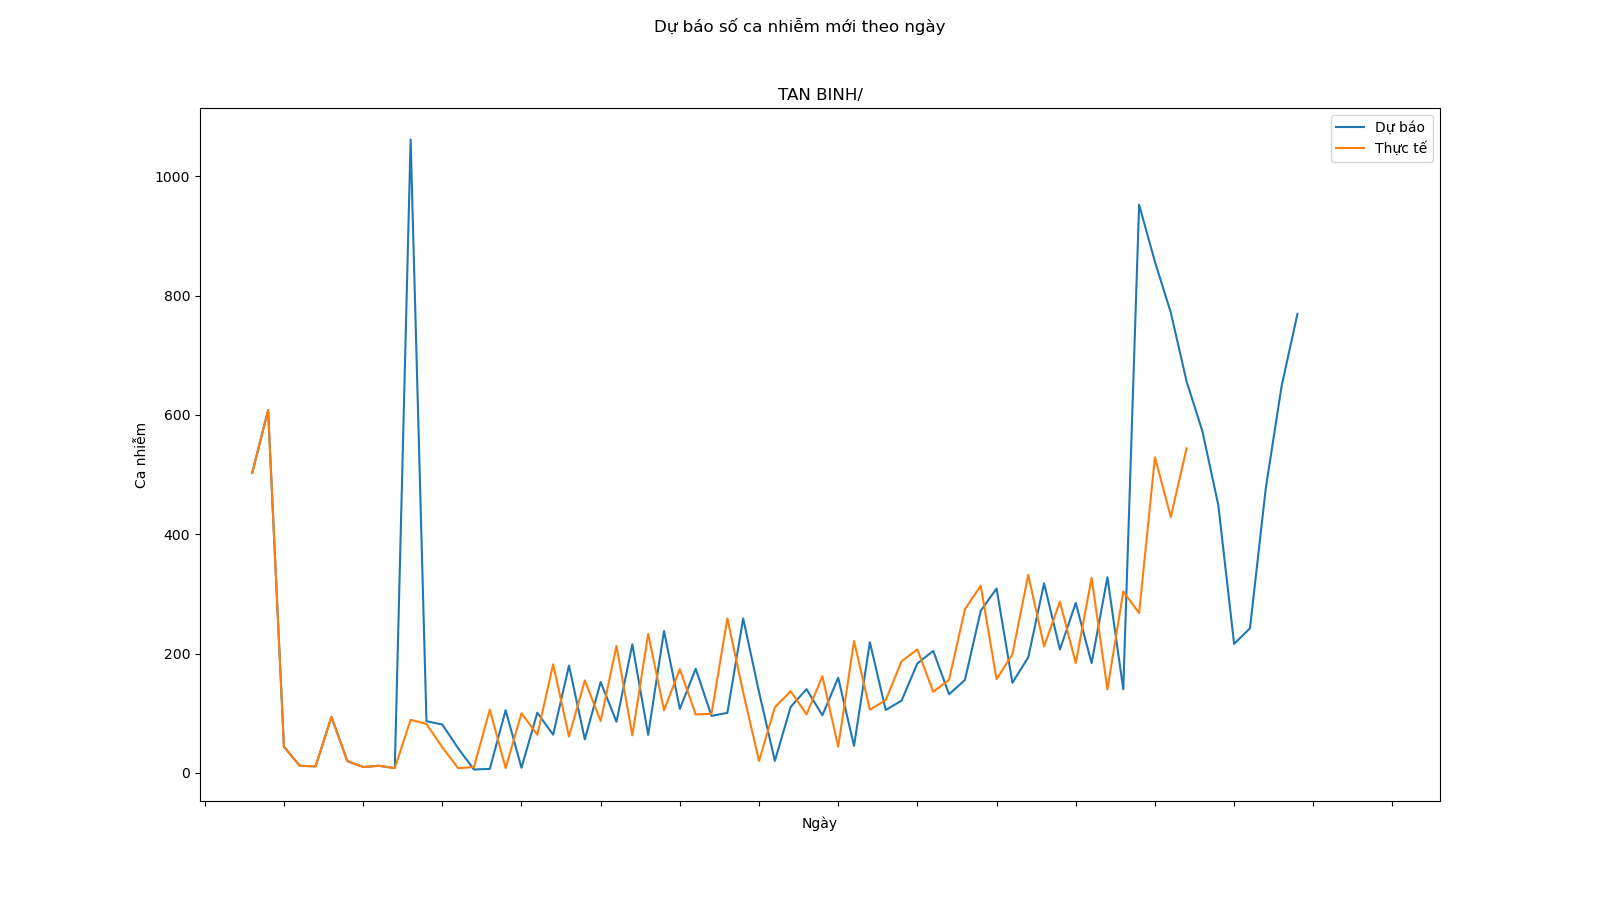 Dự báo số ca nhiễm mới theo ngày
TAN BINH/
Dự báo
Thực tế
1000
800
600
400
200
0
Ca nhiễm
Ngày